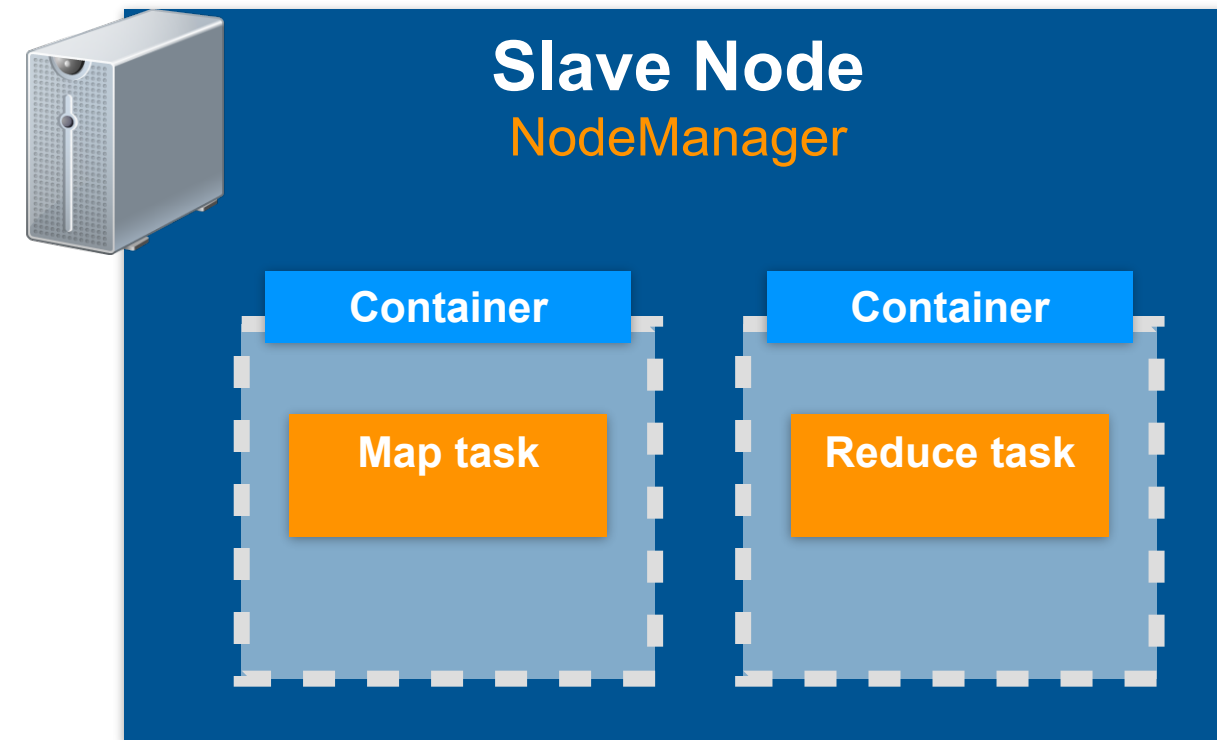 Slave Node
NodeManager
Container
Container
Map task
Reduce task